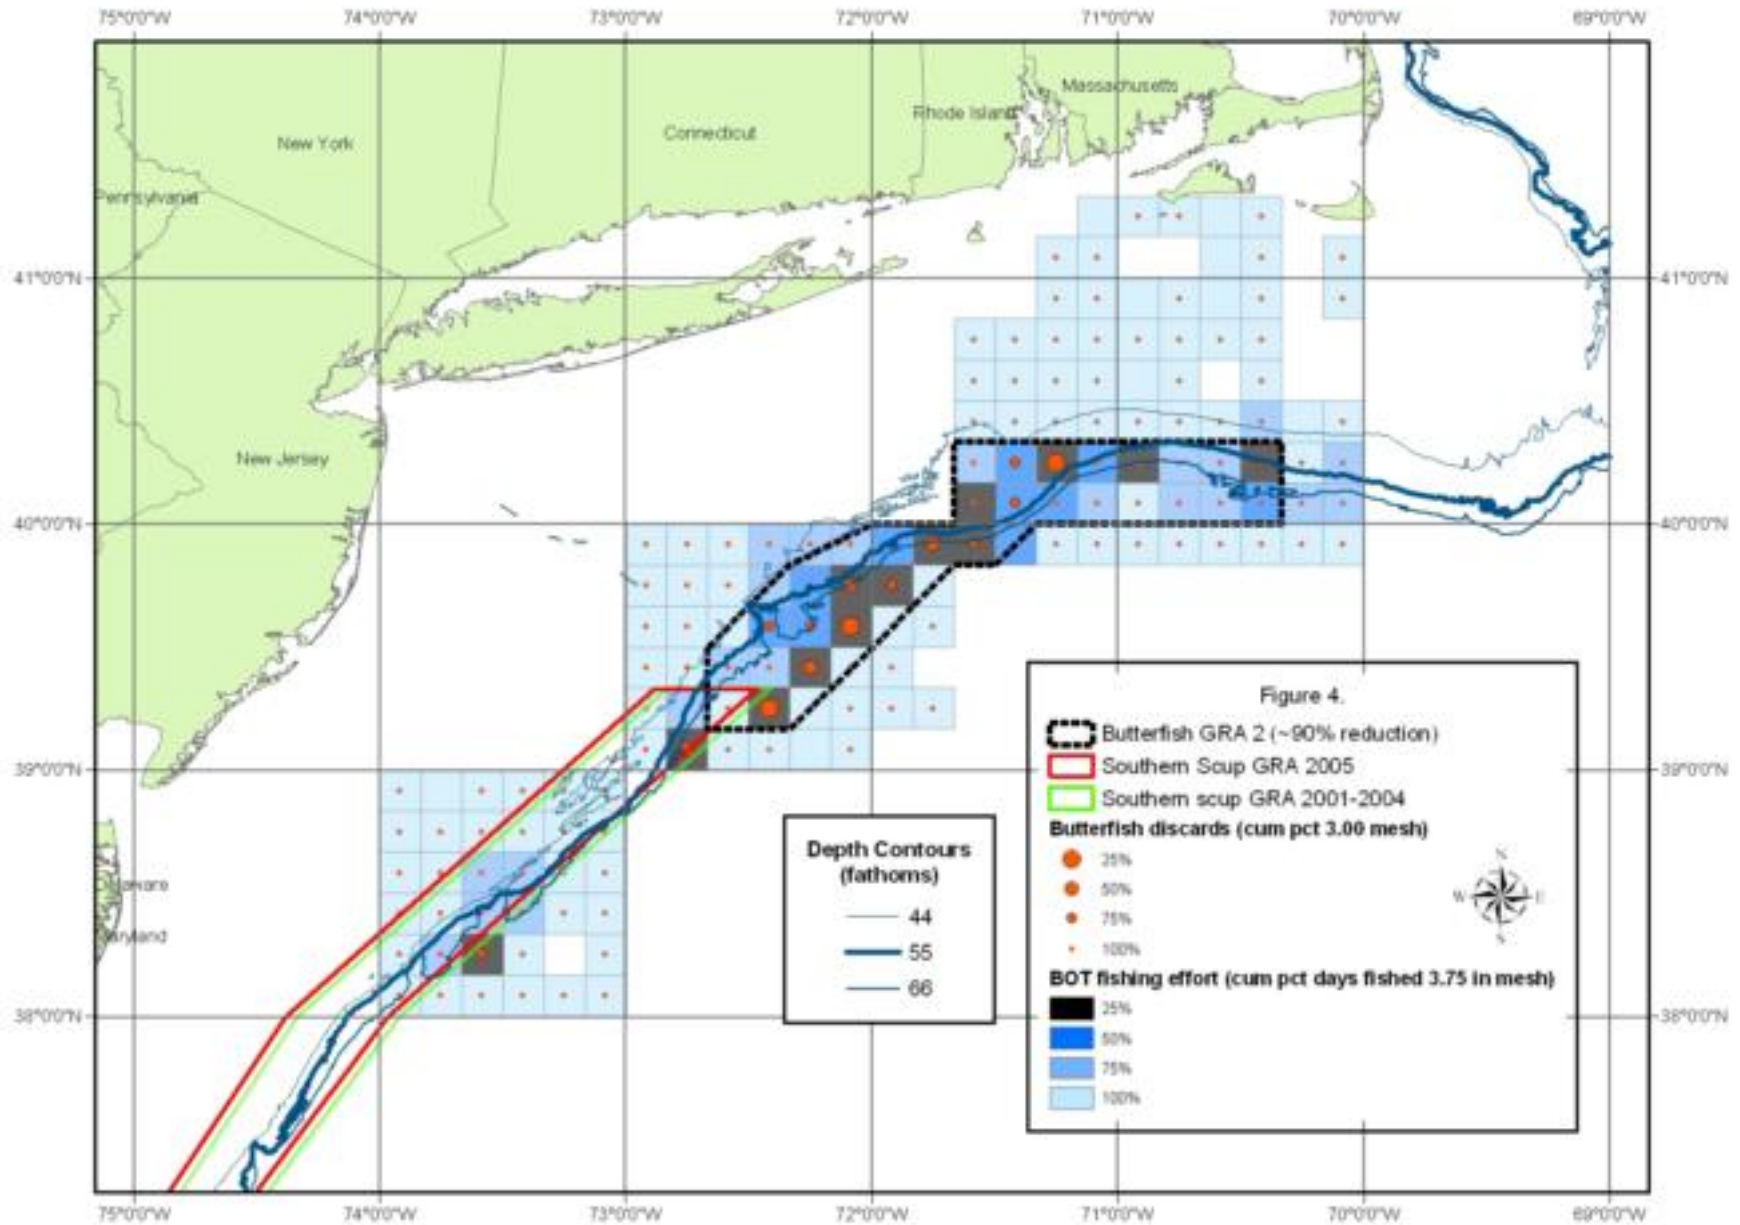 75°0'0"W 74°0'0"W 73°0'0"W 72°0'0"W 71°0'0"W 70°0'0"W 69°0'0"W
Massachusetts
Rhode Island
Connecticut
New York
Pennsylvania
41°0'0"N 41°0'0"N
New Jersey
40°0'0"N 40°0'0"N
39°0'0"N 39°0'0"N
38°0'0"N 38°0'0"N
aware
aryland
Depth Contours
(fathoms)
44
55
66
Figure 4.
Butterfish GRA 2 (~90% reduction)
Southern Scup GRA 2005
Southern scup GRA 2001-2004
Butterfish discards (cum pct 3.00 mesh)
25%
50%
75%
100%
N
W E
S
BOT fishing effort (cum pct days fished 3.75 in mesh)
25%
50%
75%
100%
75°0'0"W 74°0'0"W 73°0'0"W 72°0'0"W 71°0'0"W 70°0'0"W 69°0'0"W